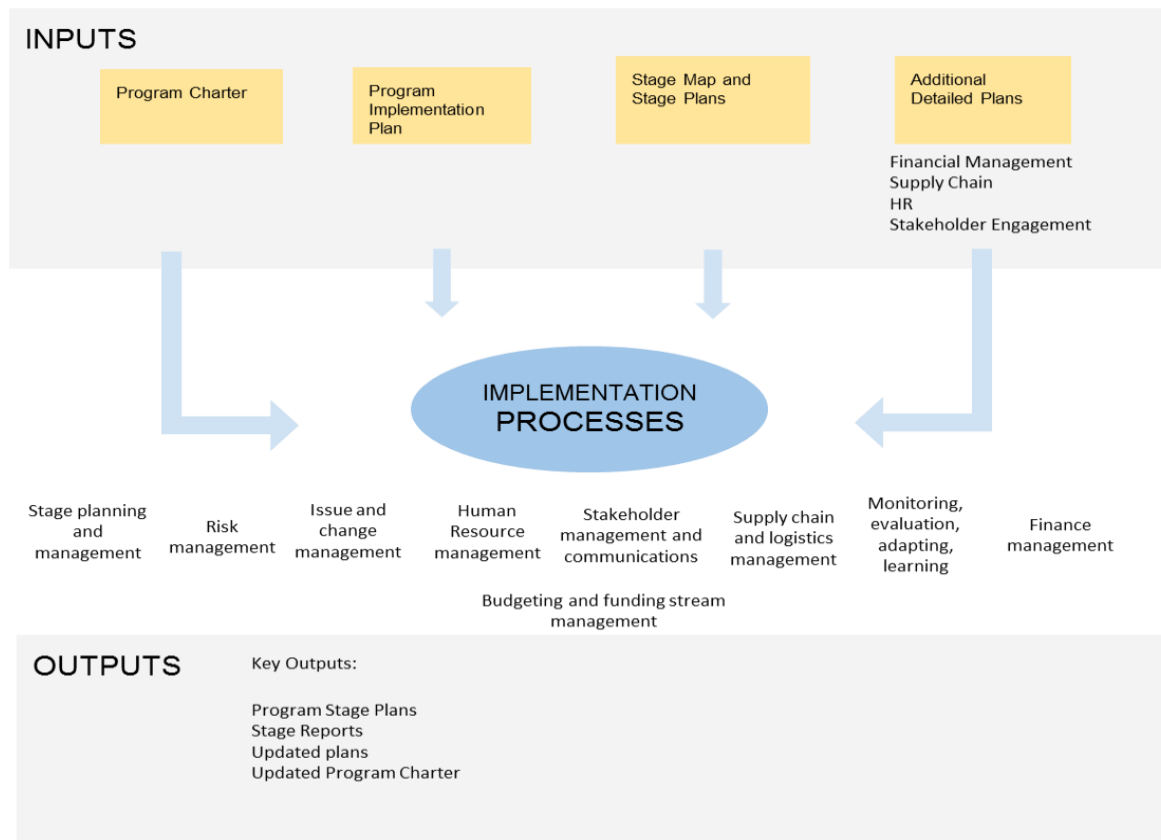 INPUTS
Program Charter
Program
Implementation
Plan
Stage Map and
Stage Plans
Additional
Detailed Plans
Financial Management
Supply Chain
HR
Stakeholder Engagement
IMPLEMENTATION
PROCESSES
Stage planning
and
management
Risk
management
Issue and
change
management
Human
Resource
management
Stakeholder
management and
communications
Supply chain
and logistics
management
Monitoring,
evaluation,
adapting,
learning
Finance
management
Budgeting and funding stream
management
OUTPUTS
Key Outputs:
Program Stage Plans
Stage Reports
Updated plans
Updated Program Charter